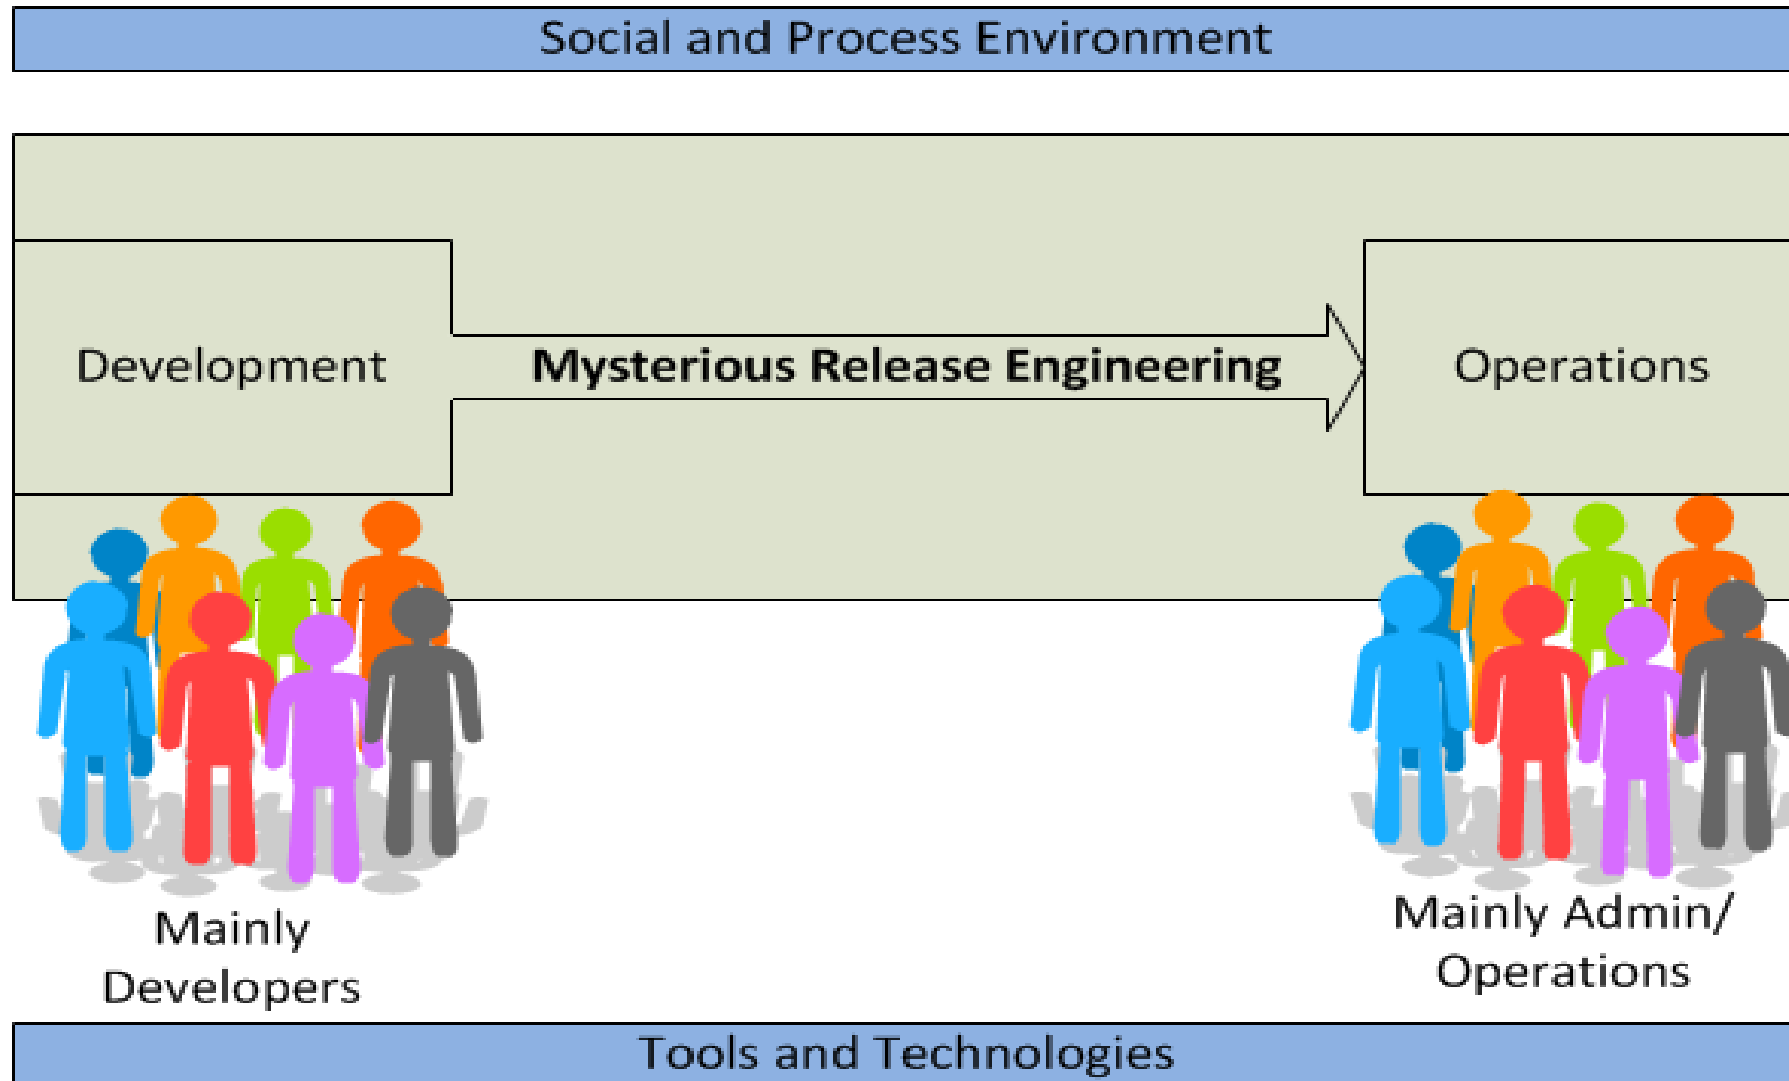 Social and Process Environment
Development
Mysterious Release Engineering
Operations
Mainly
Developers
Mainly Admin/
Operations
Tools and Technologies